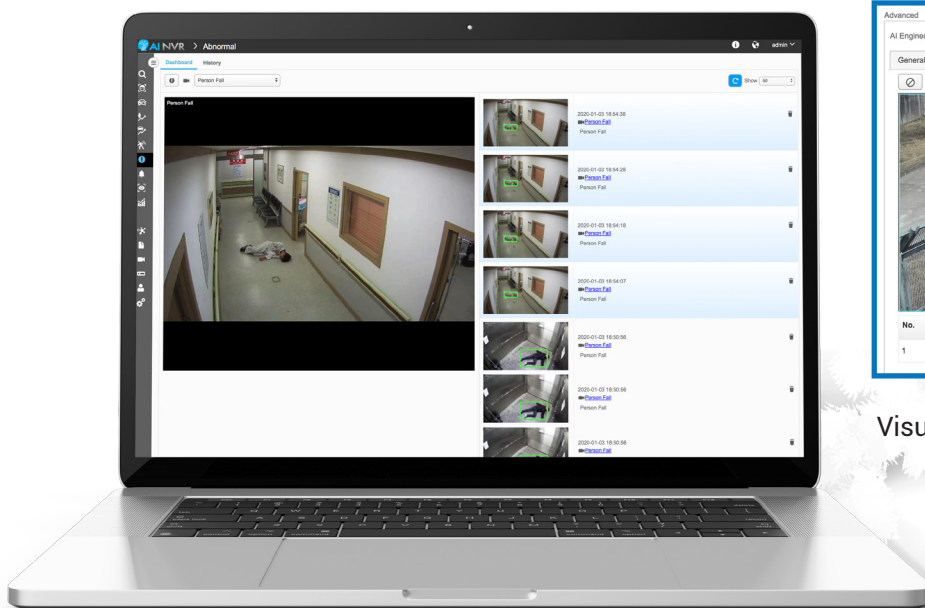 AI NVR > Abnormal
admin
Dashboard History
Person Fall
Show 50
Person Fall
2020-01-03 18:54:38
Person Fall
Person Fall
2020-01-03 18:54:28
Person Fall
Person Fall
2020-01-03 18:54:18
Person Fall
Person Fall
2020-01-03 18:54:07
Person Fall
Person Fall
2020-01-03 18:50:56
Person Fall
Person Fall
2020-01-03 18:50:56
Person Fall
Person Fall
2020-01-03 18:50:56
Person Fall
Advanced
AI Engine
General
No.
1
Visu
command option